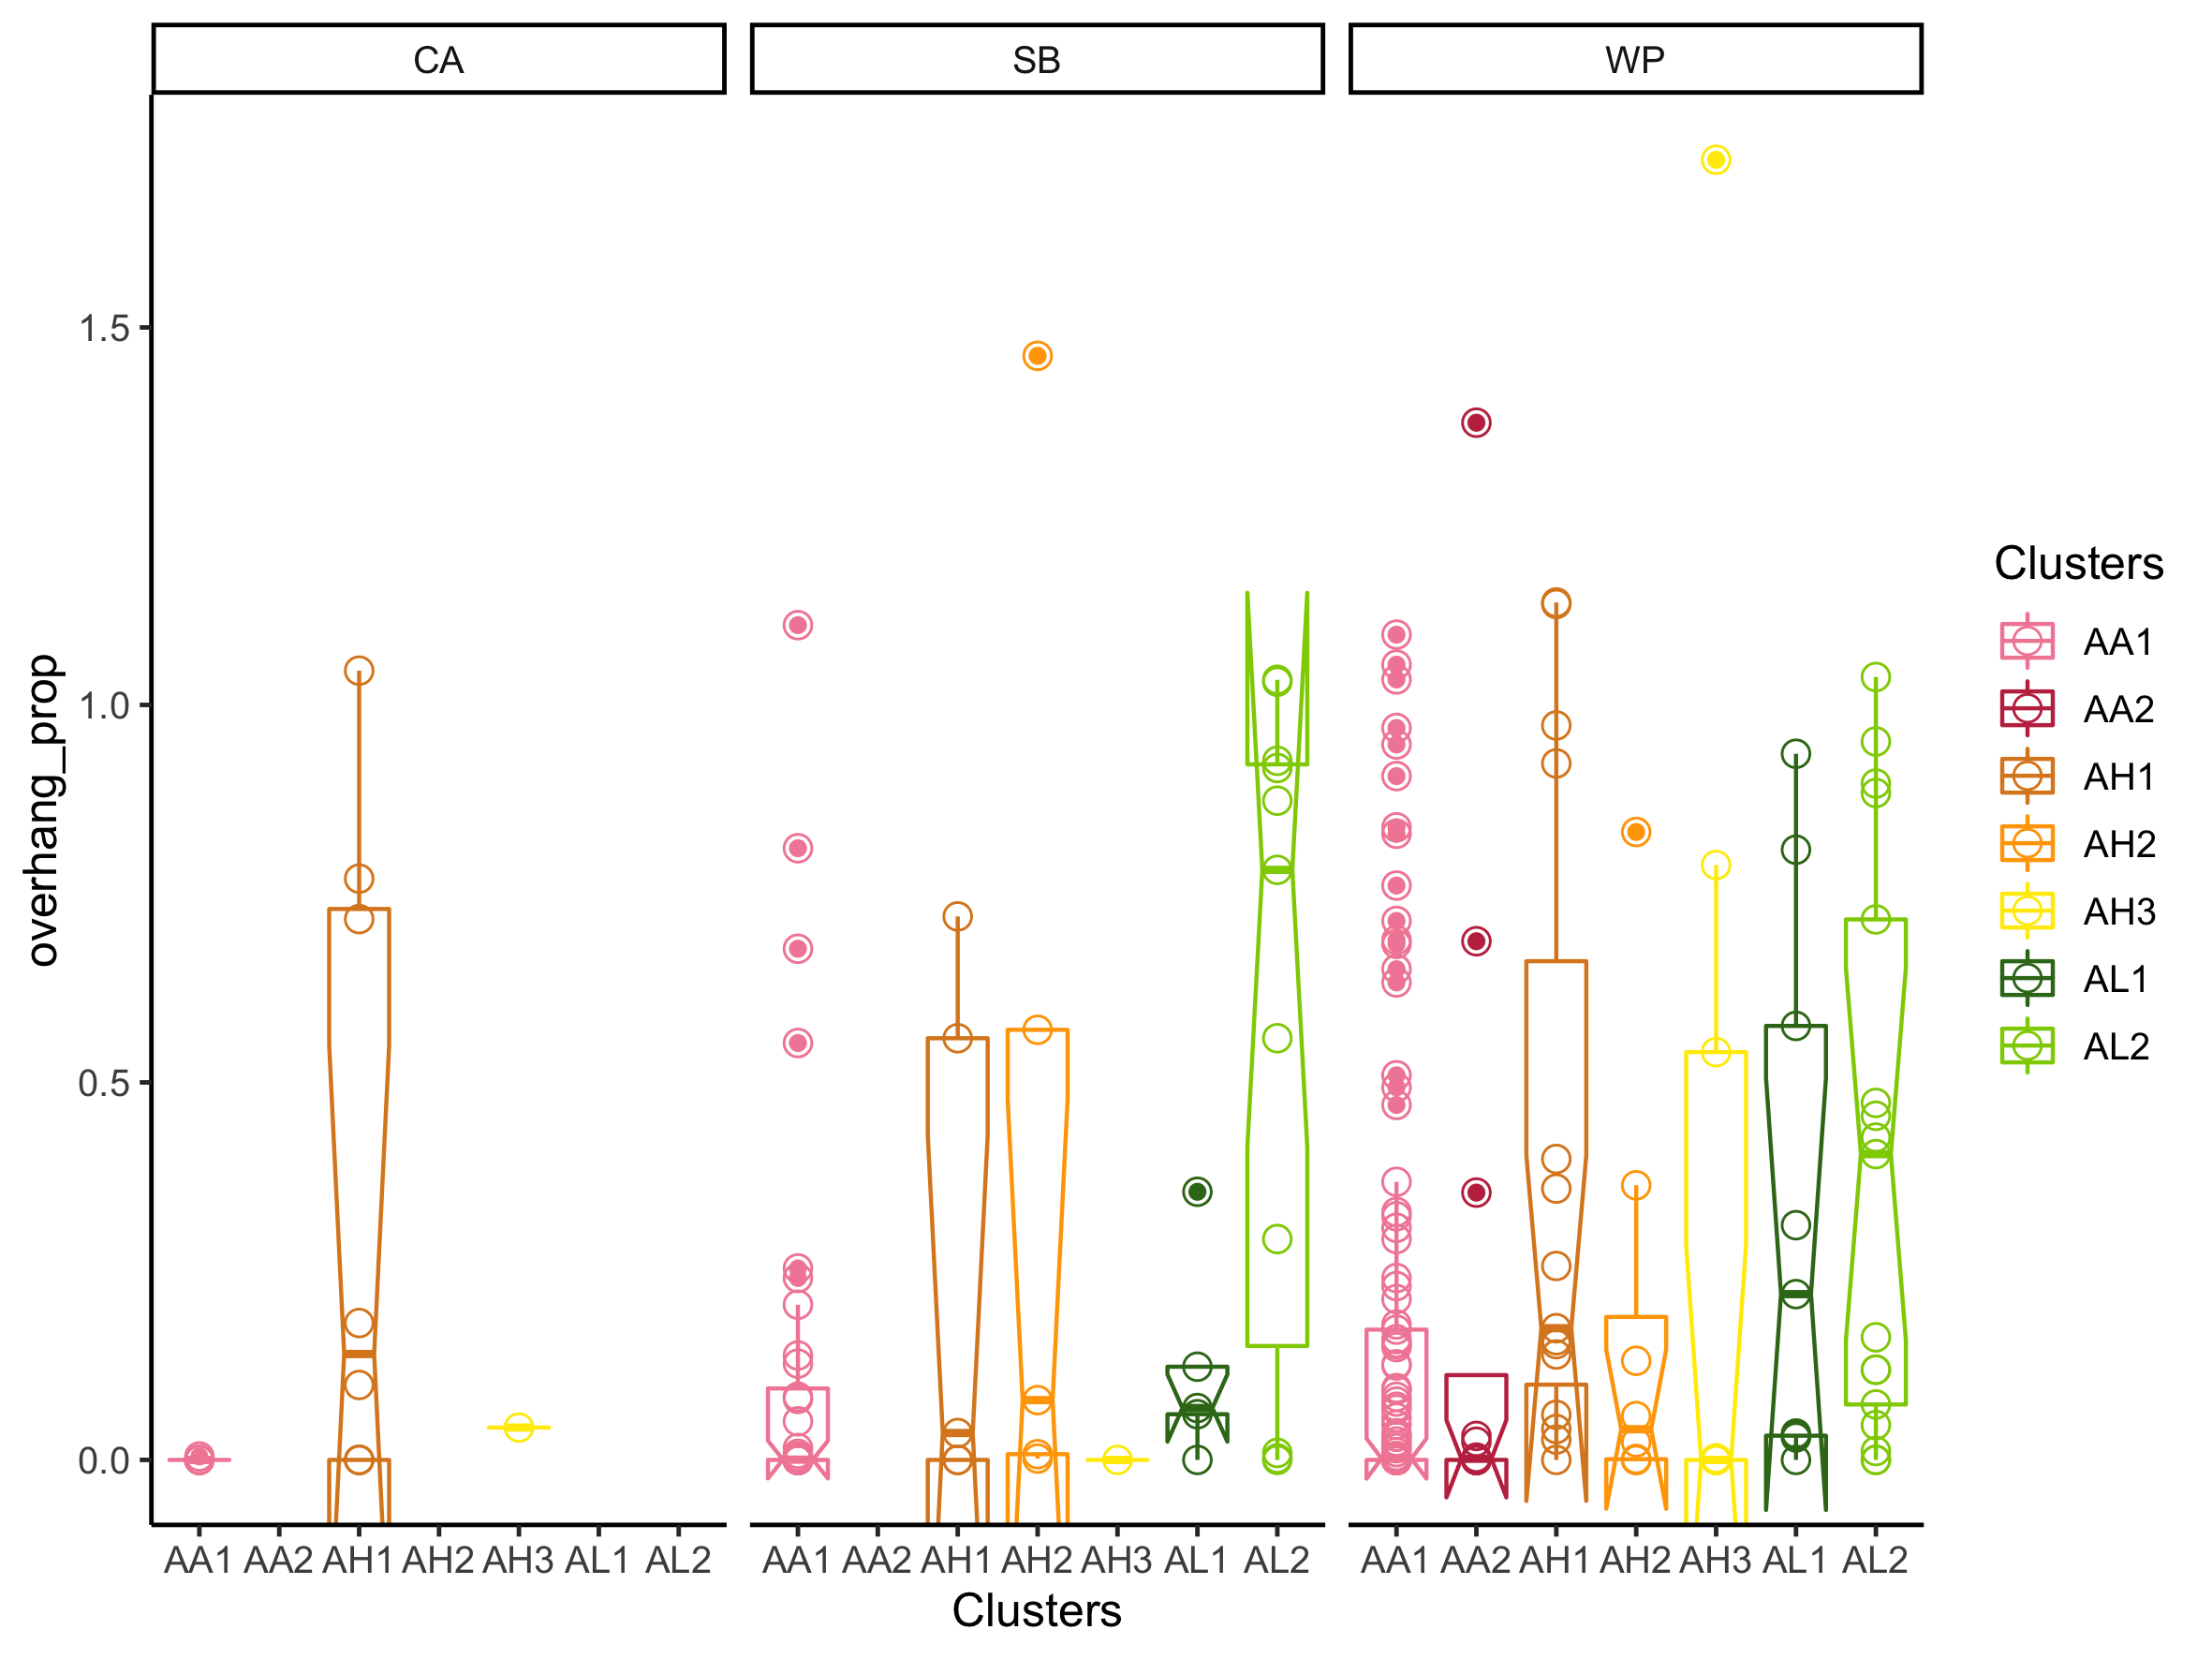 CA SB WP
overhang_prop
1.5
1.0
0.5
0.0
AA1 AA2 AH1 AH2 AH3 AL1 AL2 AA1 AA2 AH1 AH2 AH3 AL1 AL2 AA1 AA2 AH1 AH2 AH3 AL1 AL2
Clusters
Clusters
AA1
AA2
AH1
AH2
AH3
AL1
AL2